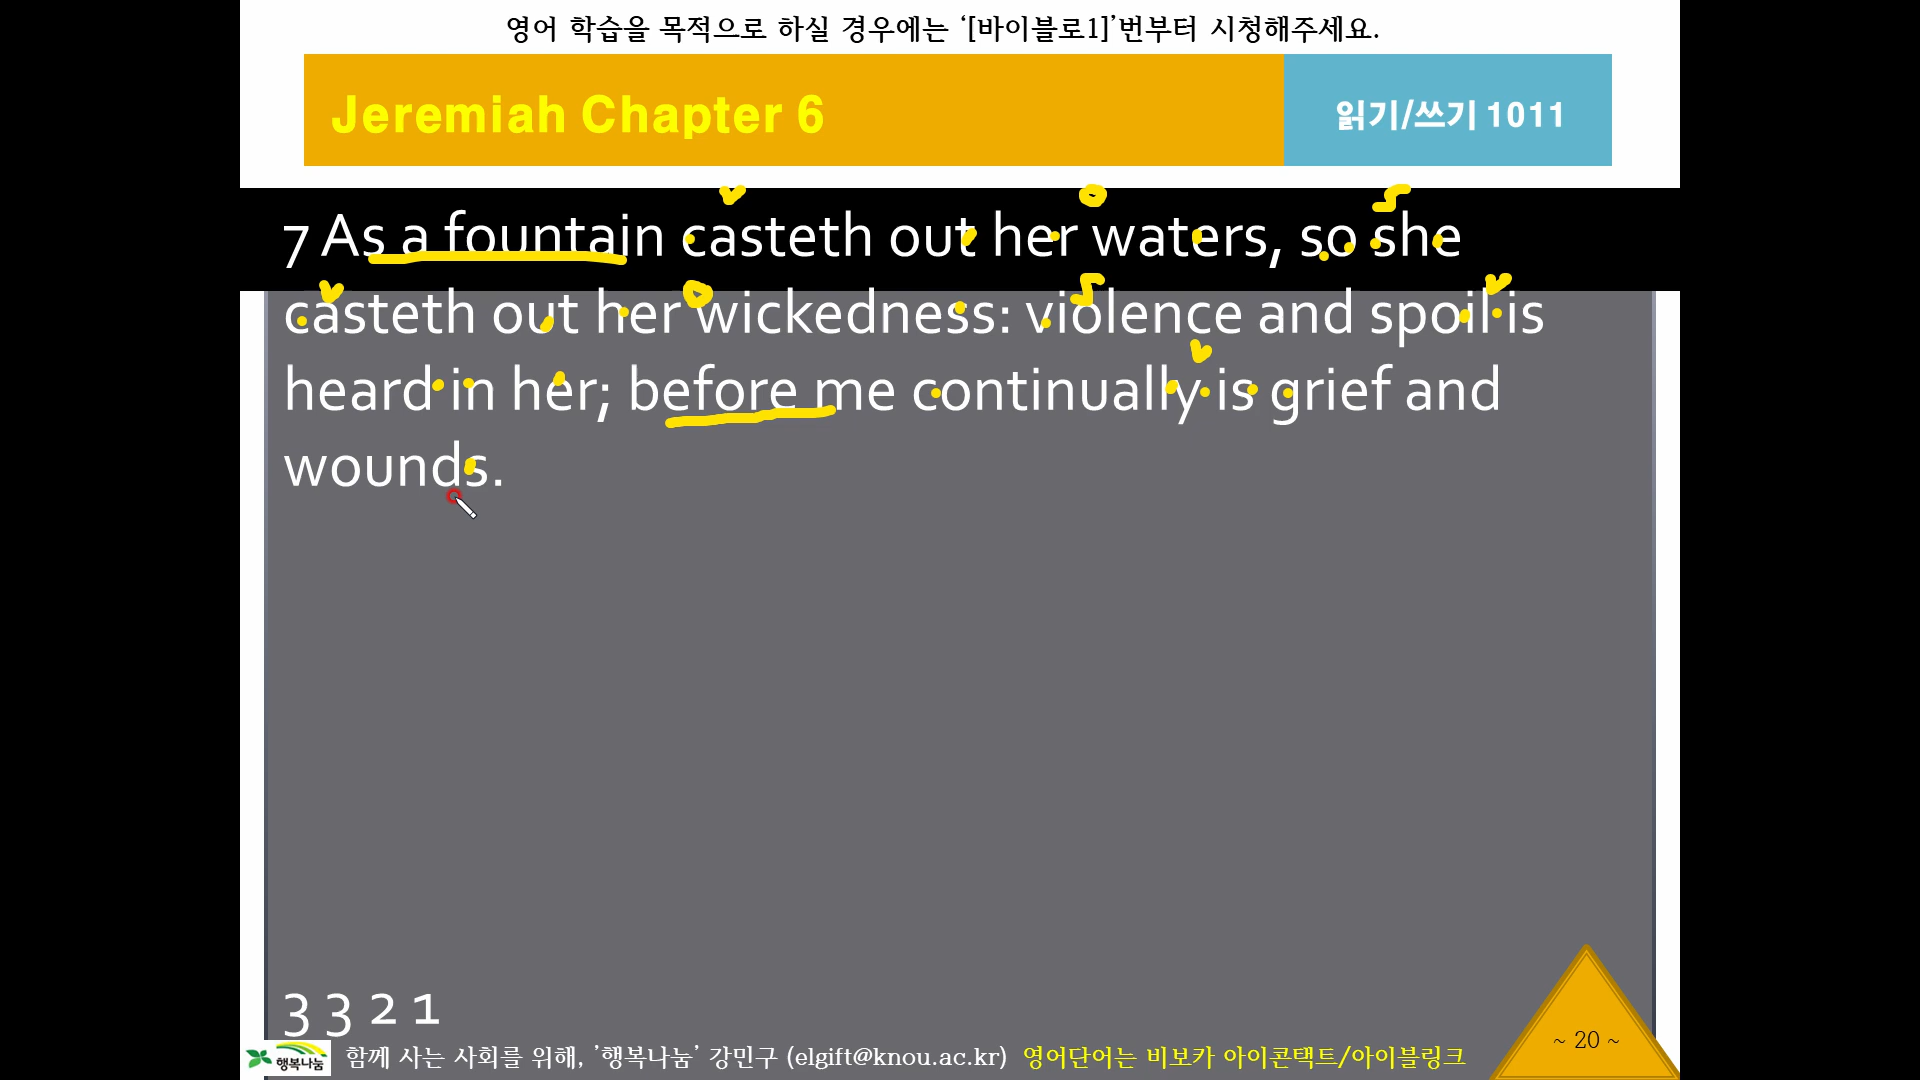 영어 학습을 목적으로 하실 경우에는 ‘[바이블로1]’번부터 시청해주세요.
Jeremiah Chapter 6
읽기/쓰기 1011
7 As a fountain casteth out her waters, so she
casteth out her wickedness: violence and spoil is
heard in her; before me continually is grief and
wounds.
3 3 2 1
~ 20 ~
행복나눔 함께 사는 사회를 위해, ’행복나눔’ 강민구 (elgift@knou.ac.kr) 영어단어는 비보카 아이콘택트/아이블링크